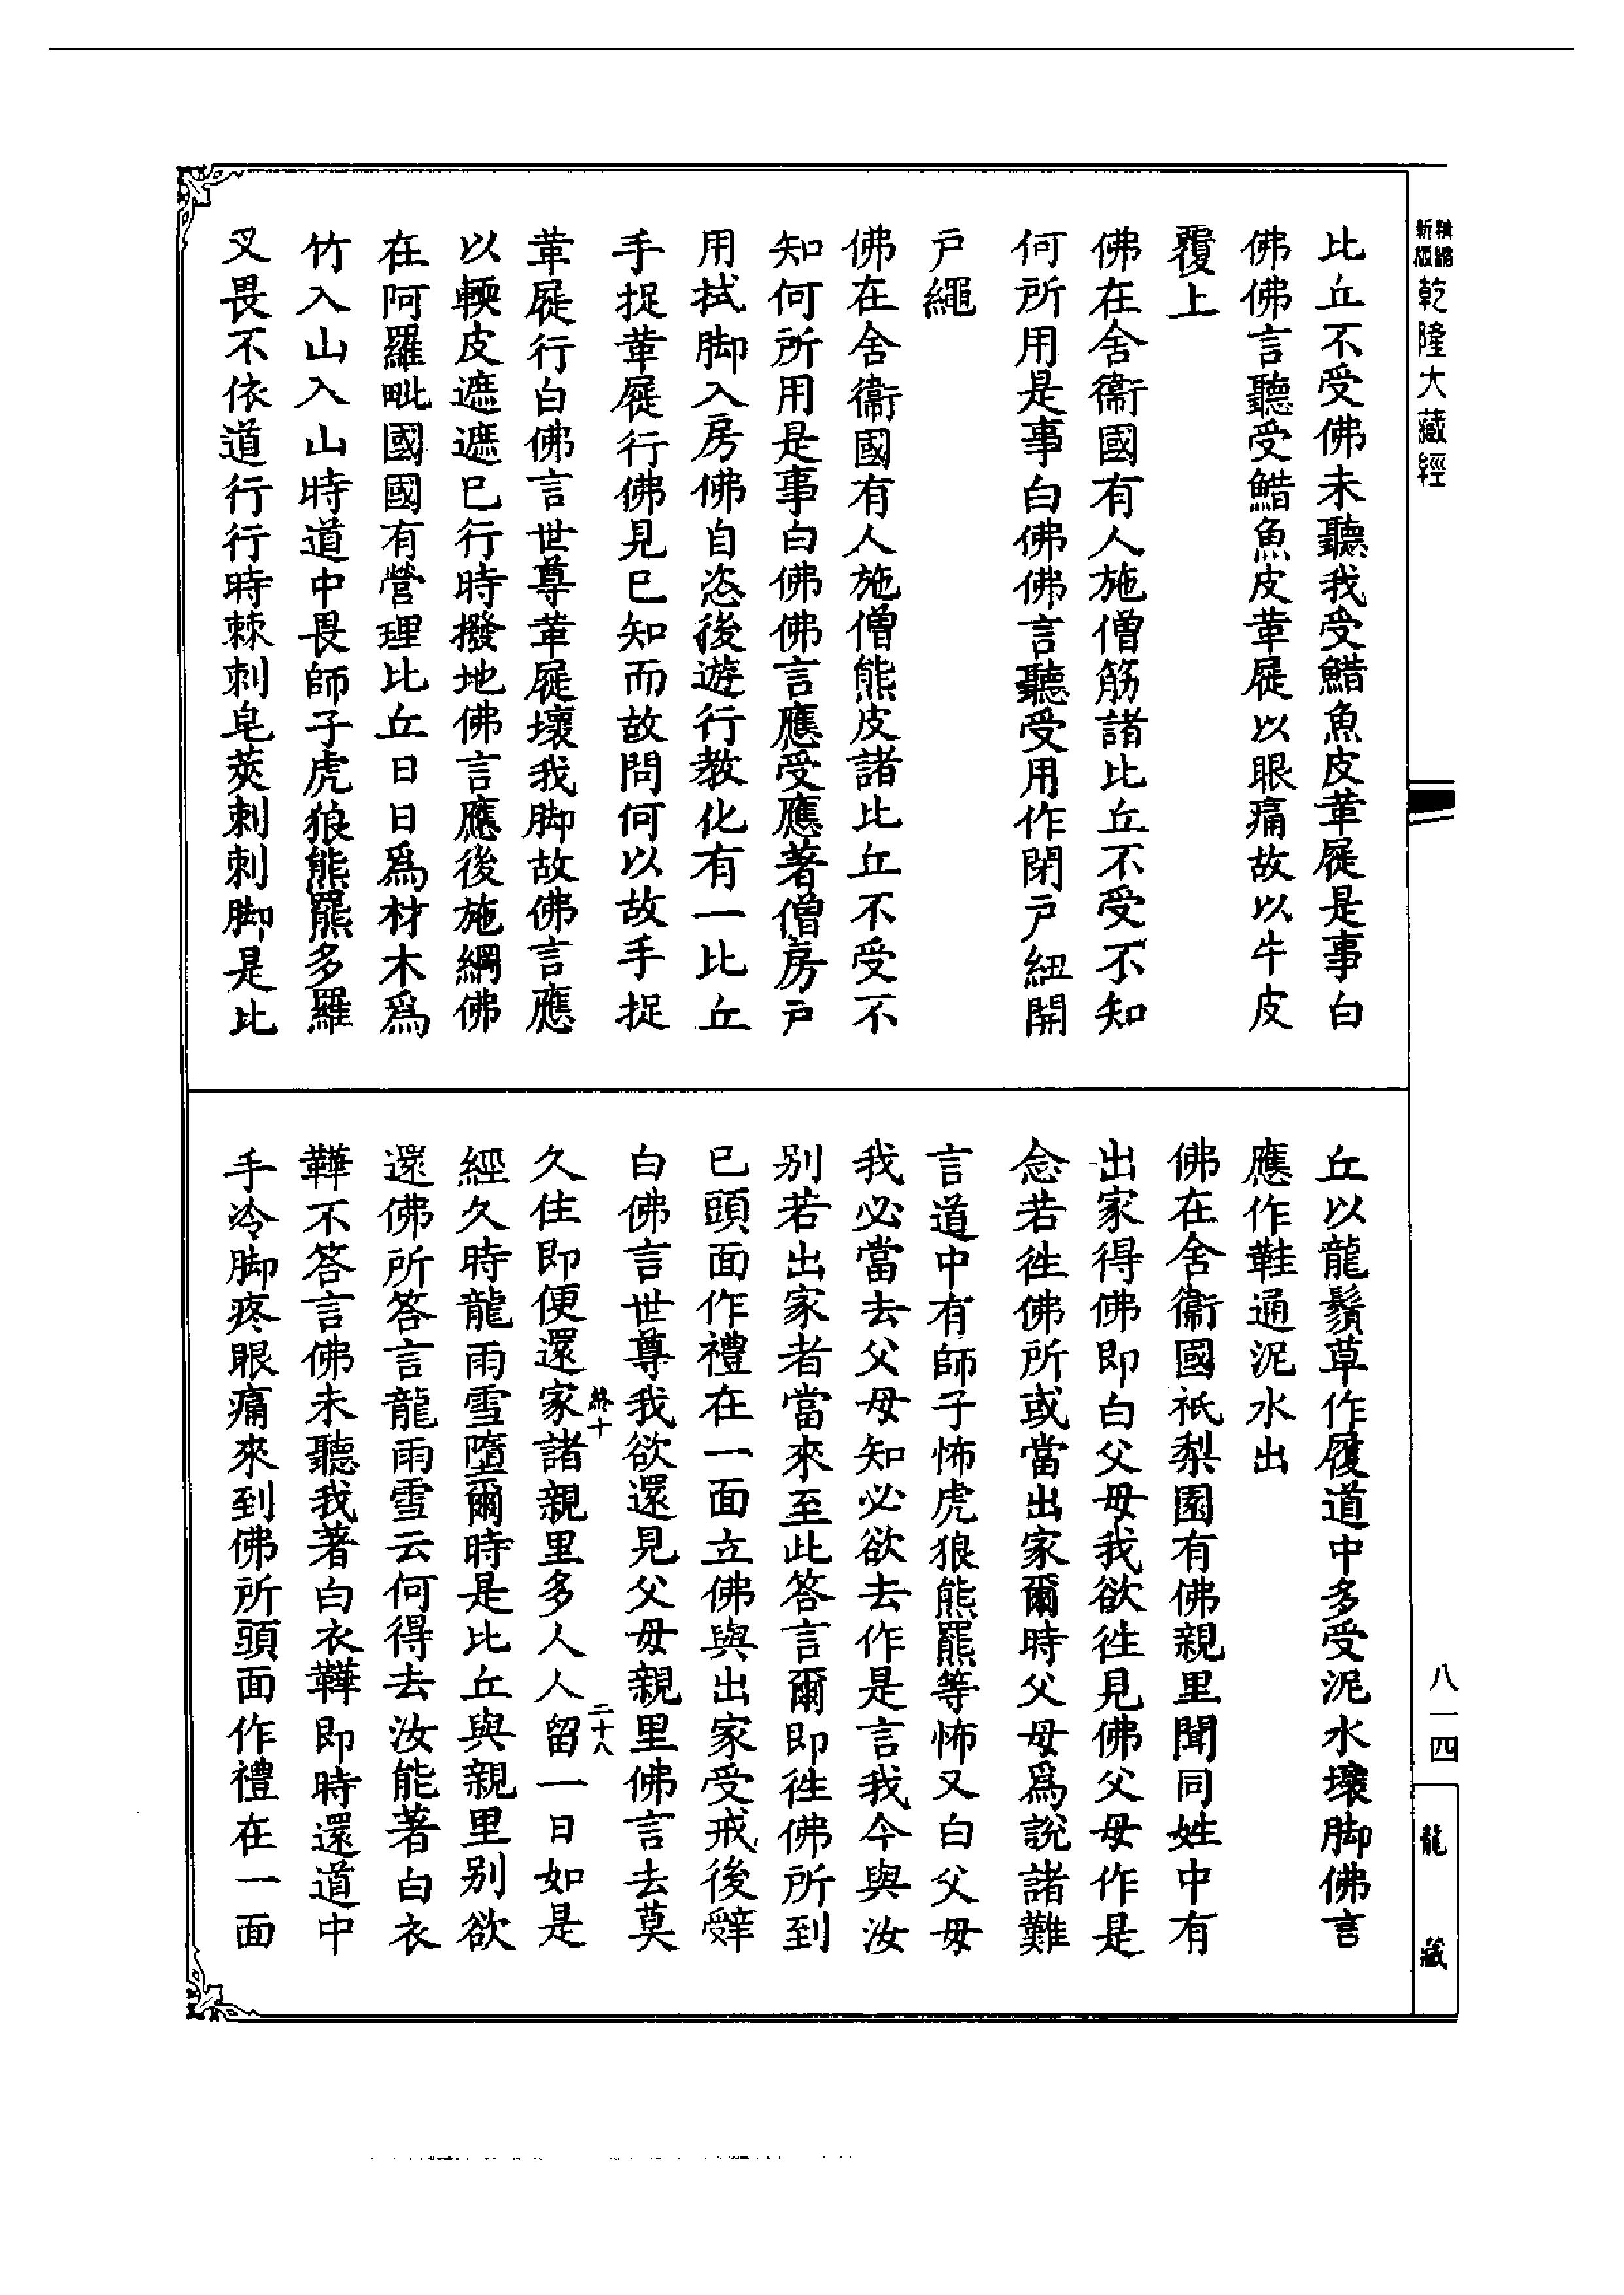 新編縮版乾隆大藏經
比丘不受佛未聽我受鯌魚皮革屣是事白
佛佛言聽受鯌魚皮革屣以眼痛故以牛皮
覆上
佛在舍衞國有人施僧筋諸比丘不受不知
何所用是事白佛佛言聽受用作閉戸紐開
戸繩
佛在舍衞國有人施僧熊皮諸比丘不受不
知何所用是事白佛佛言應受應著僧房戸
用拭脚入房佛自恣後遊行教化有一比丘
手捉革屣行佛見已知而故問何以故手捉
革屣行白佛言世尊革屣壞我脚故佛言應
以輭皮遮遮已行時撥地佛言應後施綱佛
在阿羅毗國國有營理比丘日日爲材木爲
竹入山入山時道中畏師子虎狼熊羆多羅
叉畏不依道行行時棘刺皂莢刺刺脚是比
丘以龍鬚草作履道中多受泥水壞脚佛言
應作鞋通泥水出
佛在舍衞國祇梨園有佛親里聞同姓中有
出家得佛即白父母我欲徃見佛父母作是
念若徃佛所或當出家爾時父母爲說諸難
言道中有師子怖虎狼熊羆等怖又白父母
我必當去父母知必欲去作是言我今與汝
別若出家者當來至此答言爾即徃佛所到
已頭面作禮在一面立佛與出家受戒後辤
白佛言世尊我欲還見父母親里佛言去莫
終十
二十八
久住即便還家諸親里多人人留一日如是
經久時龍雨雪墮爾時是比丘與親里別欲
還佛所答言龍雨雪云何得去汝能著白衣
鞾不答言佛未聽我著白衣鞾即時還道中
手冷脚疼眼痛來到佛所頭面作禮在一面
八一四
龍藏